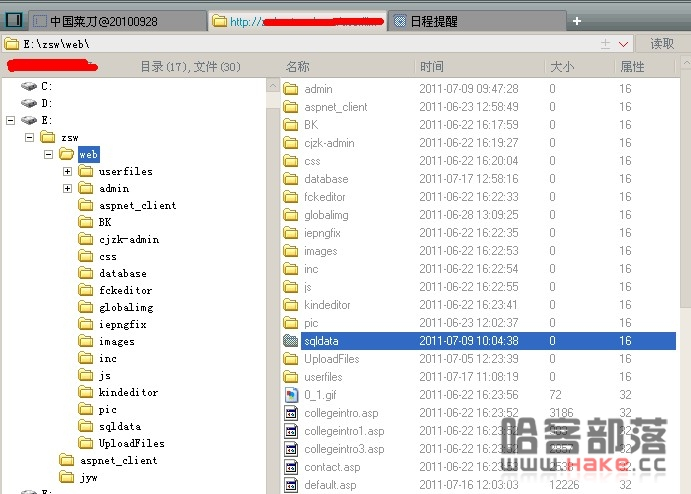 中国菜刀@20100928
http://
日程提醒
E:\zsw\web\
读取
目录(17),文件(30)
名称 时间 大小 属性
C:
D:
E:
zsw
web
userfiles
admin
aspnet_client
BK
cjzk-admin
css
database
fckeditor
globalimg
iepngfix
images
inc
js
kindeditor
pic
sqldata
UploadFiles
aspnet_client
jyw
F:
admin 2011-07-09 09:47:28 0 16
aspnet_client 2011-06-23 12:58:49 0 16
BK 2011-06-22 16:17:59 0 16
cjzk-admin 2011-06-22 16:19:27 0 16
css 2011-06-22 16:20:04 0 16
database 2011-07-17 12:58:16 0 16
fckeditor 2011-06-22 16:22:33 0 16
globalimg 2011-06-28 13:09:25 0 16
iepngfix 2011-06-22 16:22:35 0 16
images 2011-06-22 16:22:53 0 16
inc 2011-06-22 16:22:54 0 16
js 2011-06-22 16:22:55 0 16
kindeditor 2011-06-22 16:23:41 0 16
pic 2011-06-23 12:02:37 0 16
sqldata 2011-07-09 10:04:38 0 16
UploadFiles 2011-07-05 12:23:39 0 16
userfiles 2011-07-17 11:08:19 0 16
0_1.gif 2011-06-22 16:23:56 72 32
collegeintro.asp 2011-06-22 16:23:52 3186 32
collegeintro1.asp 2011-06-22 16:23:52
collegeintro3.asp 2011-06-22 16:23:52
contact.asp 2011-06-22 16:23:52
default.asp 2011-07-16 12:03:03 12226 32
哈客部落
www.Hake.cc